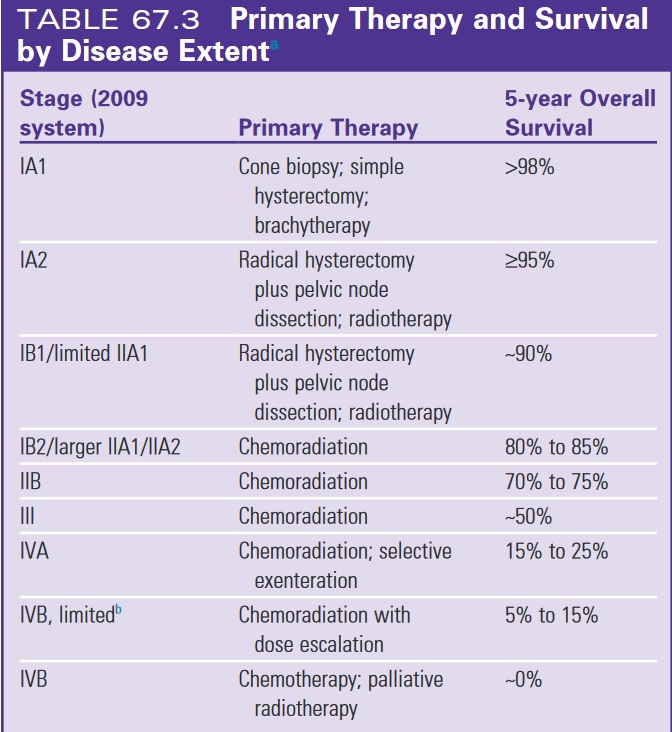 TABLE 67.3 Primary Therapy and Survival
by Disease Extentᵃ
Stage (2009
system)
Primary Therapy
5-year Overall
Survival
IA1
Cone biopsy; simple
hysterectomy;
brachytherapy
>98%
IA2
Radical hysterectomy
plus pelvic node
dissection; radiotherapy
≥95%
IB1/limited IIA1
Radical hysterectomy
plus pelvic node
dissection; radiotherapy
~90%
IB2/larger IIA1/IIA2
Chemoradiation
80% to 85%
IIB
Chemoradiation
70% to 75%
III
Chemoradiation
~50%
IVA
Chemoradiation; selective
exenteration
15% to 25%
IVB, limitedᵇ
Chemoradiation with
dose escalation
5% to 15%
IVB
Chemotherapy; palliative
radiotherapy
~0%